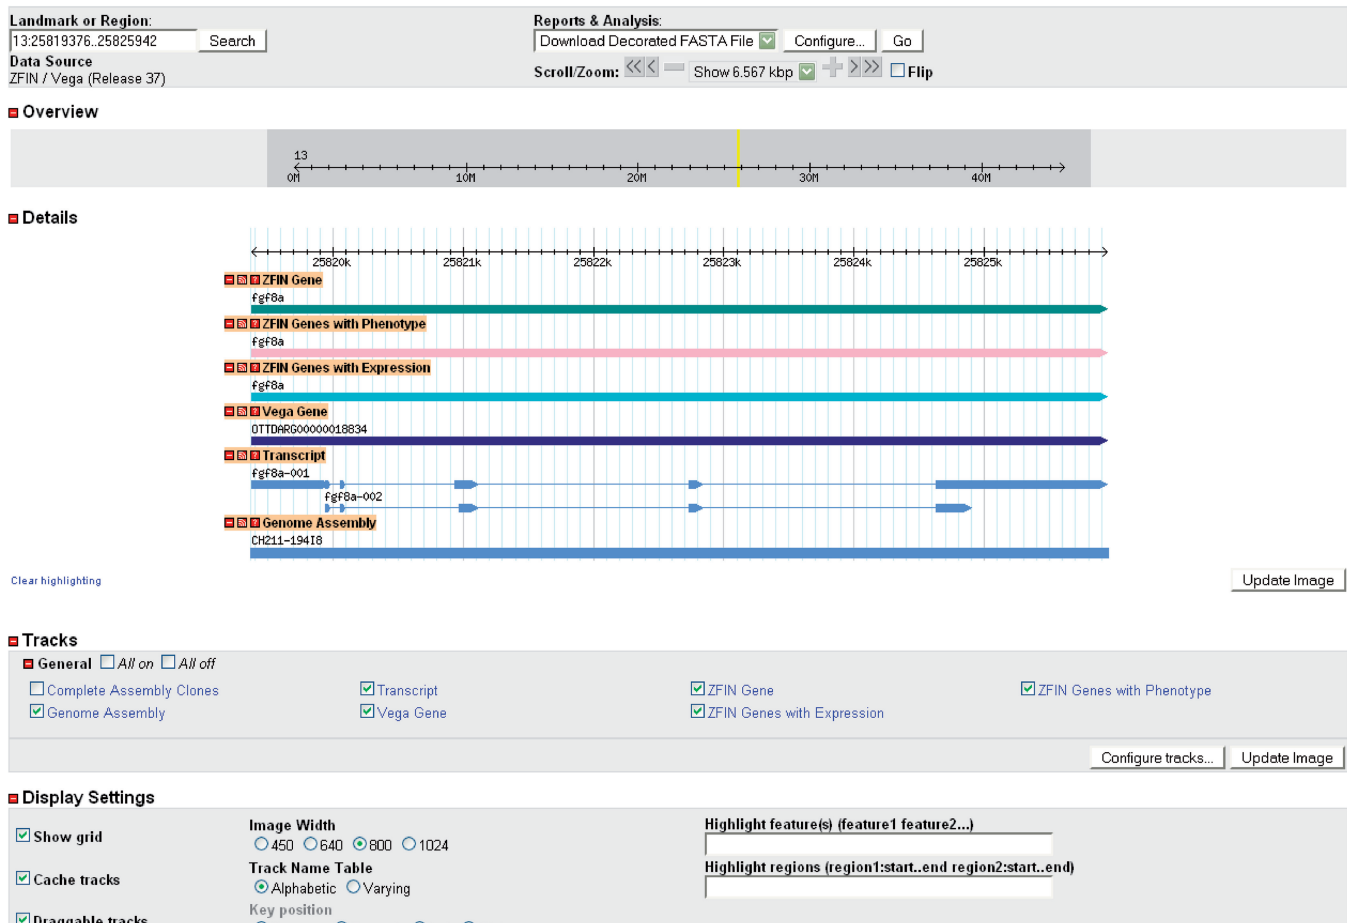 Landmark or Region:
Reports & Analysis:
13:25819376..25825942 Search
Download Decorated FASTA File Configure... Go
Data Source
ZFIN / Vega (Release 37)
Scroll/Zoom: << < Show 6.567 kbp > >> Flip
Overview
13
0M 10M 20M 30M 40M
Details
25820k 25821k 25822k 25823k 25824k 25825k
ZFIN Gene
fgf8a
ZFIN Genes with Phenotype
fgf8a
ZFIN Genes with Expression
fgf8a
Vega Gene
OTTDARG00000018834
Transcript
fgf8a-001
fgf8a-002
Genome Assembly
CH211-194I8
Clear highlighting
Update Image
Tracks
General All on All off
Complete Assembly Clones Transcript ZFIN Gene ZFIN Genes with Phenotype
Genome Assembly Vega Gene ZFIN Genes with Expression
Configure tracks... Update Image
Display Settings
Show grid
Image Width
450 640 800 1024
Highlight feature(s) (feature1 feature2...)
Cache tracks
Track Name Table
Alphabetic Varying
Highlight regions (region1:start..end region2:start..end)
Draggable tracks
Key position